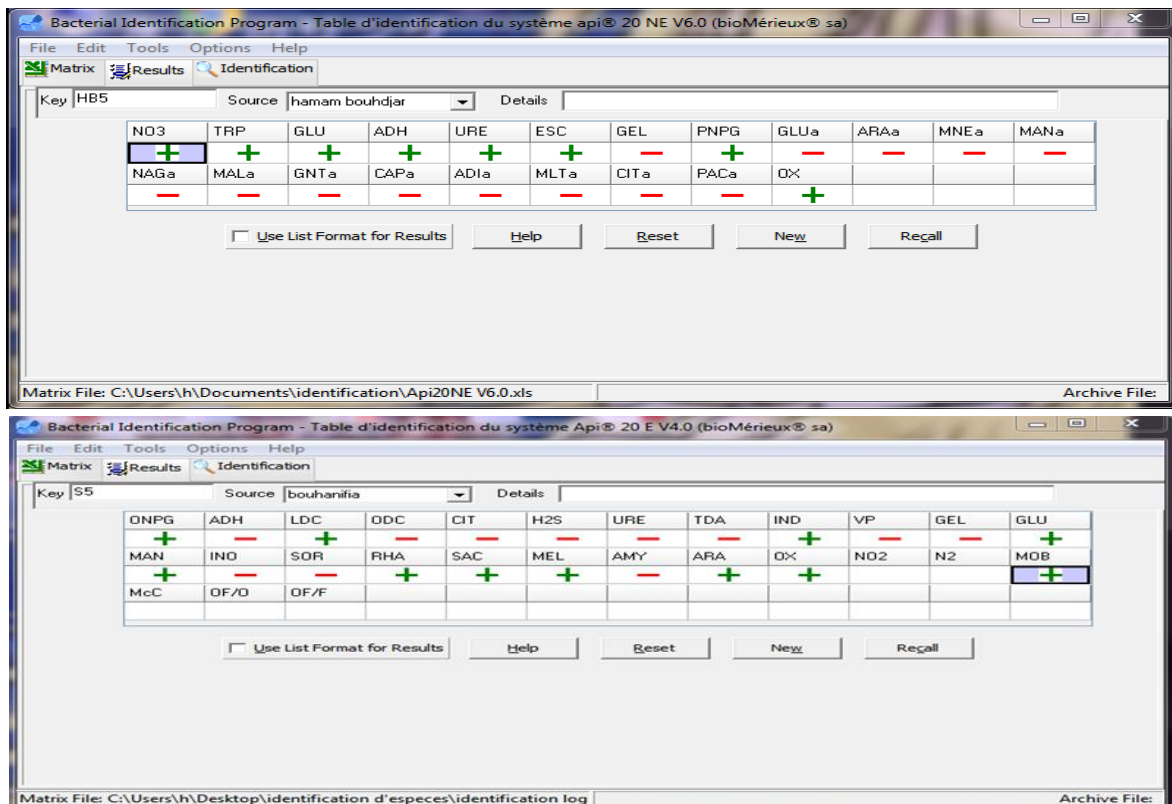 Bacterial Identification Program - Table d'identification du système api® 20 NE V6.0 (bioMérieux® sa)
File Edit Tools Options Help
Matrix Results Identification
Key HB5 Source hamam bouhdjar Details
NO3 TRP GLU ADH URE ESC GEL PNPG GLUa ARAa MNEa MANa
+ + + + + + − + − − − −
NAGa MALa GNTa CAPa ADIa MLTa CITa PACa OX
− − − − − − − − +
Use List Format for Results Help Reset New Recall
Matrix File: C:\Users\h\Documents\identification\Api20NE V6.0.xls Archive File:
Bacterial Identification Program - Table d'identification du système Api® 20 E V4.0 (bioMérieux® sa)
File Edit Tools Options Help
Matrix Results Identification
Key S5 Source bouhanifia Details
ONPG ADH LDC ODC CIT H2S URE TDA IND VP GEL GLU
+ − + − − − − − + − − +
MAN INO SOR RHA SAC MEL AMY ARA OX NO2 N2 MOB
+ − − + + + − + + +
McC OF/O OF/F
Use List Format for Results Help Reset New Recall
Matrix File: C:\Users\h\Desktop\identification d'especes\identification log Archive File: